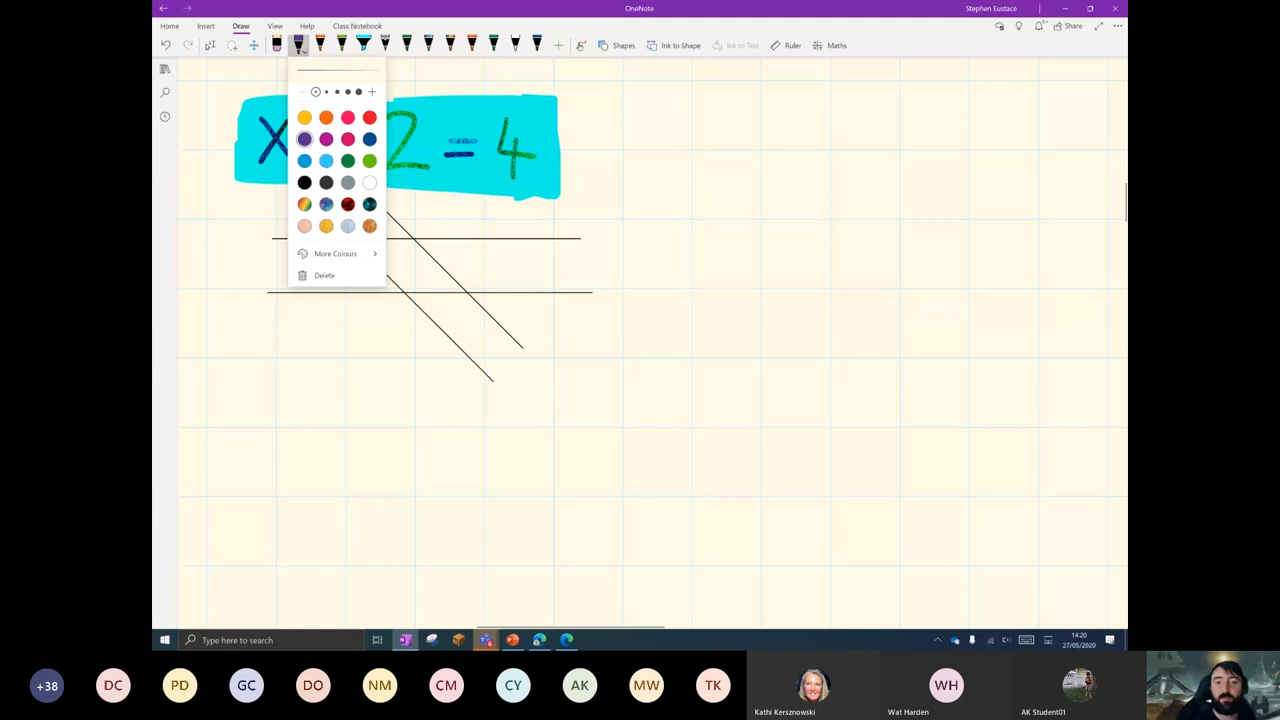 OneNote
Stephen Eustace
Home Insert Draw View Help Class Notebook
Share
Shapes Ink to Shape Ink to Text Ruler Maths
x 2 = 4
More Colours
Delete
Type here to search
14:20
27/05/2020
+38 DC PD GC DO NM CM CY AK MW TK WH
Kathi Kersznowski Wat Harden AK Student01